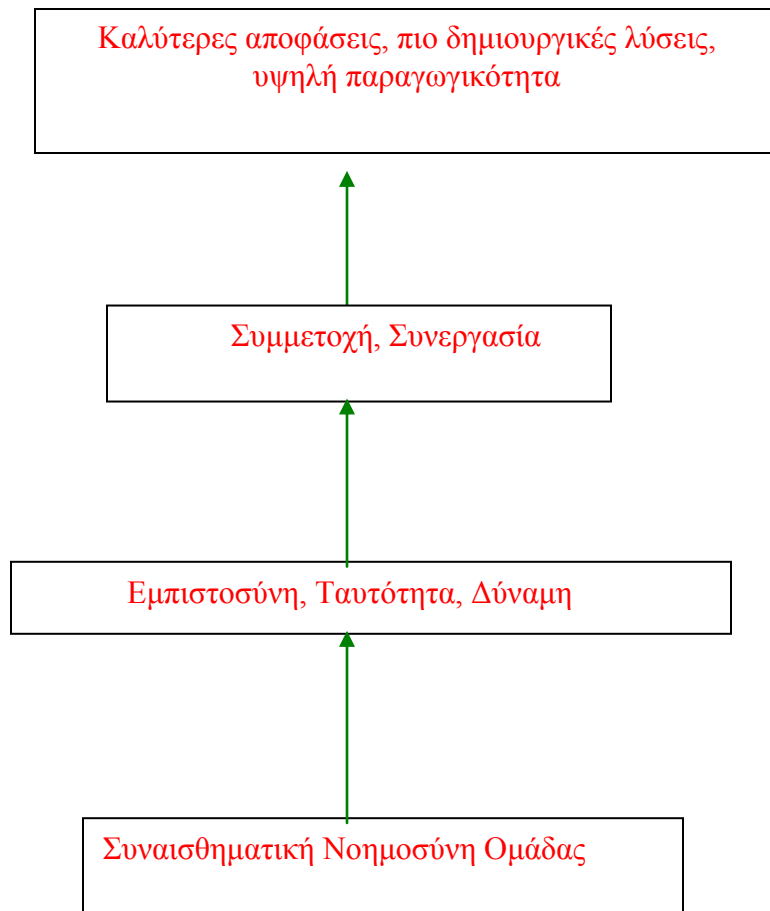 Καλύτερες αποφάσεις, πιο δημιουργικές λύσεις,
υψηλή παραγωγικότητα
Συμμετοχή, Συνεργασία
Εμπιστοσύνη, Ταυτότητα, Δύναμη
Συναισθηματική Νοημοσύνη Ομάδας